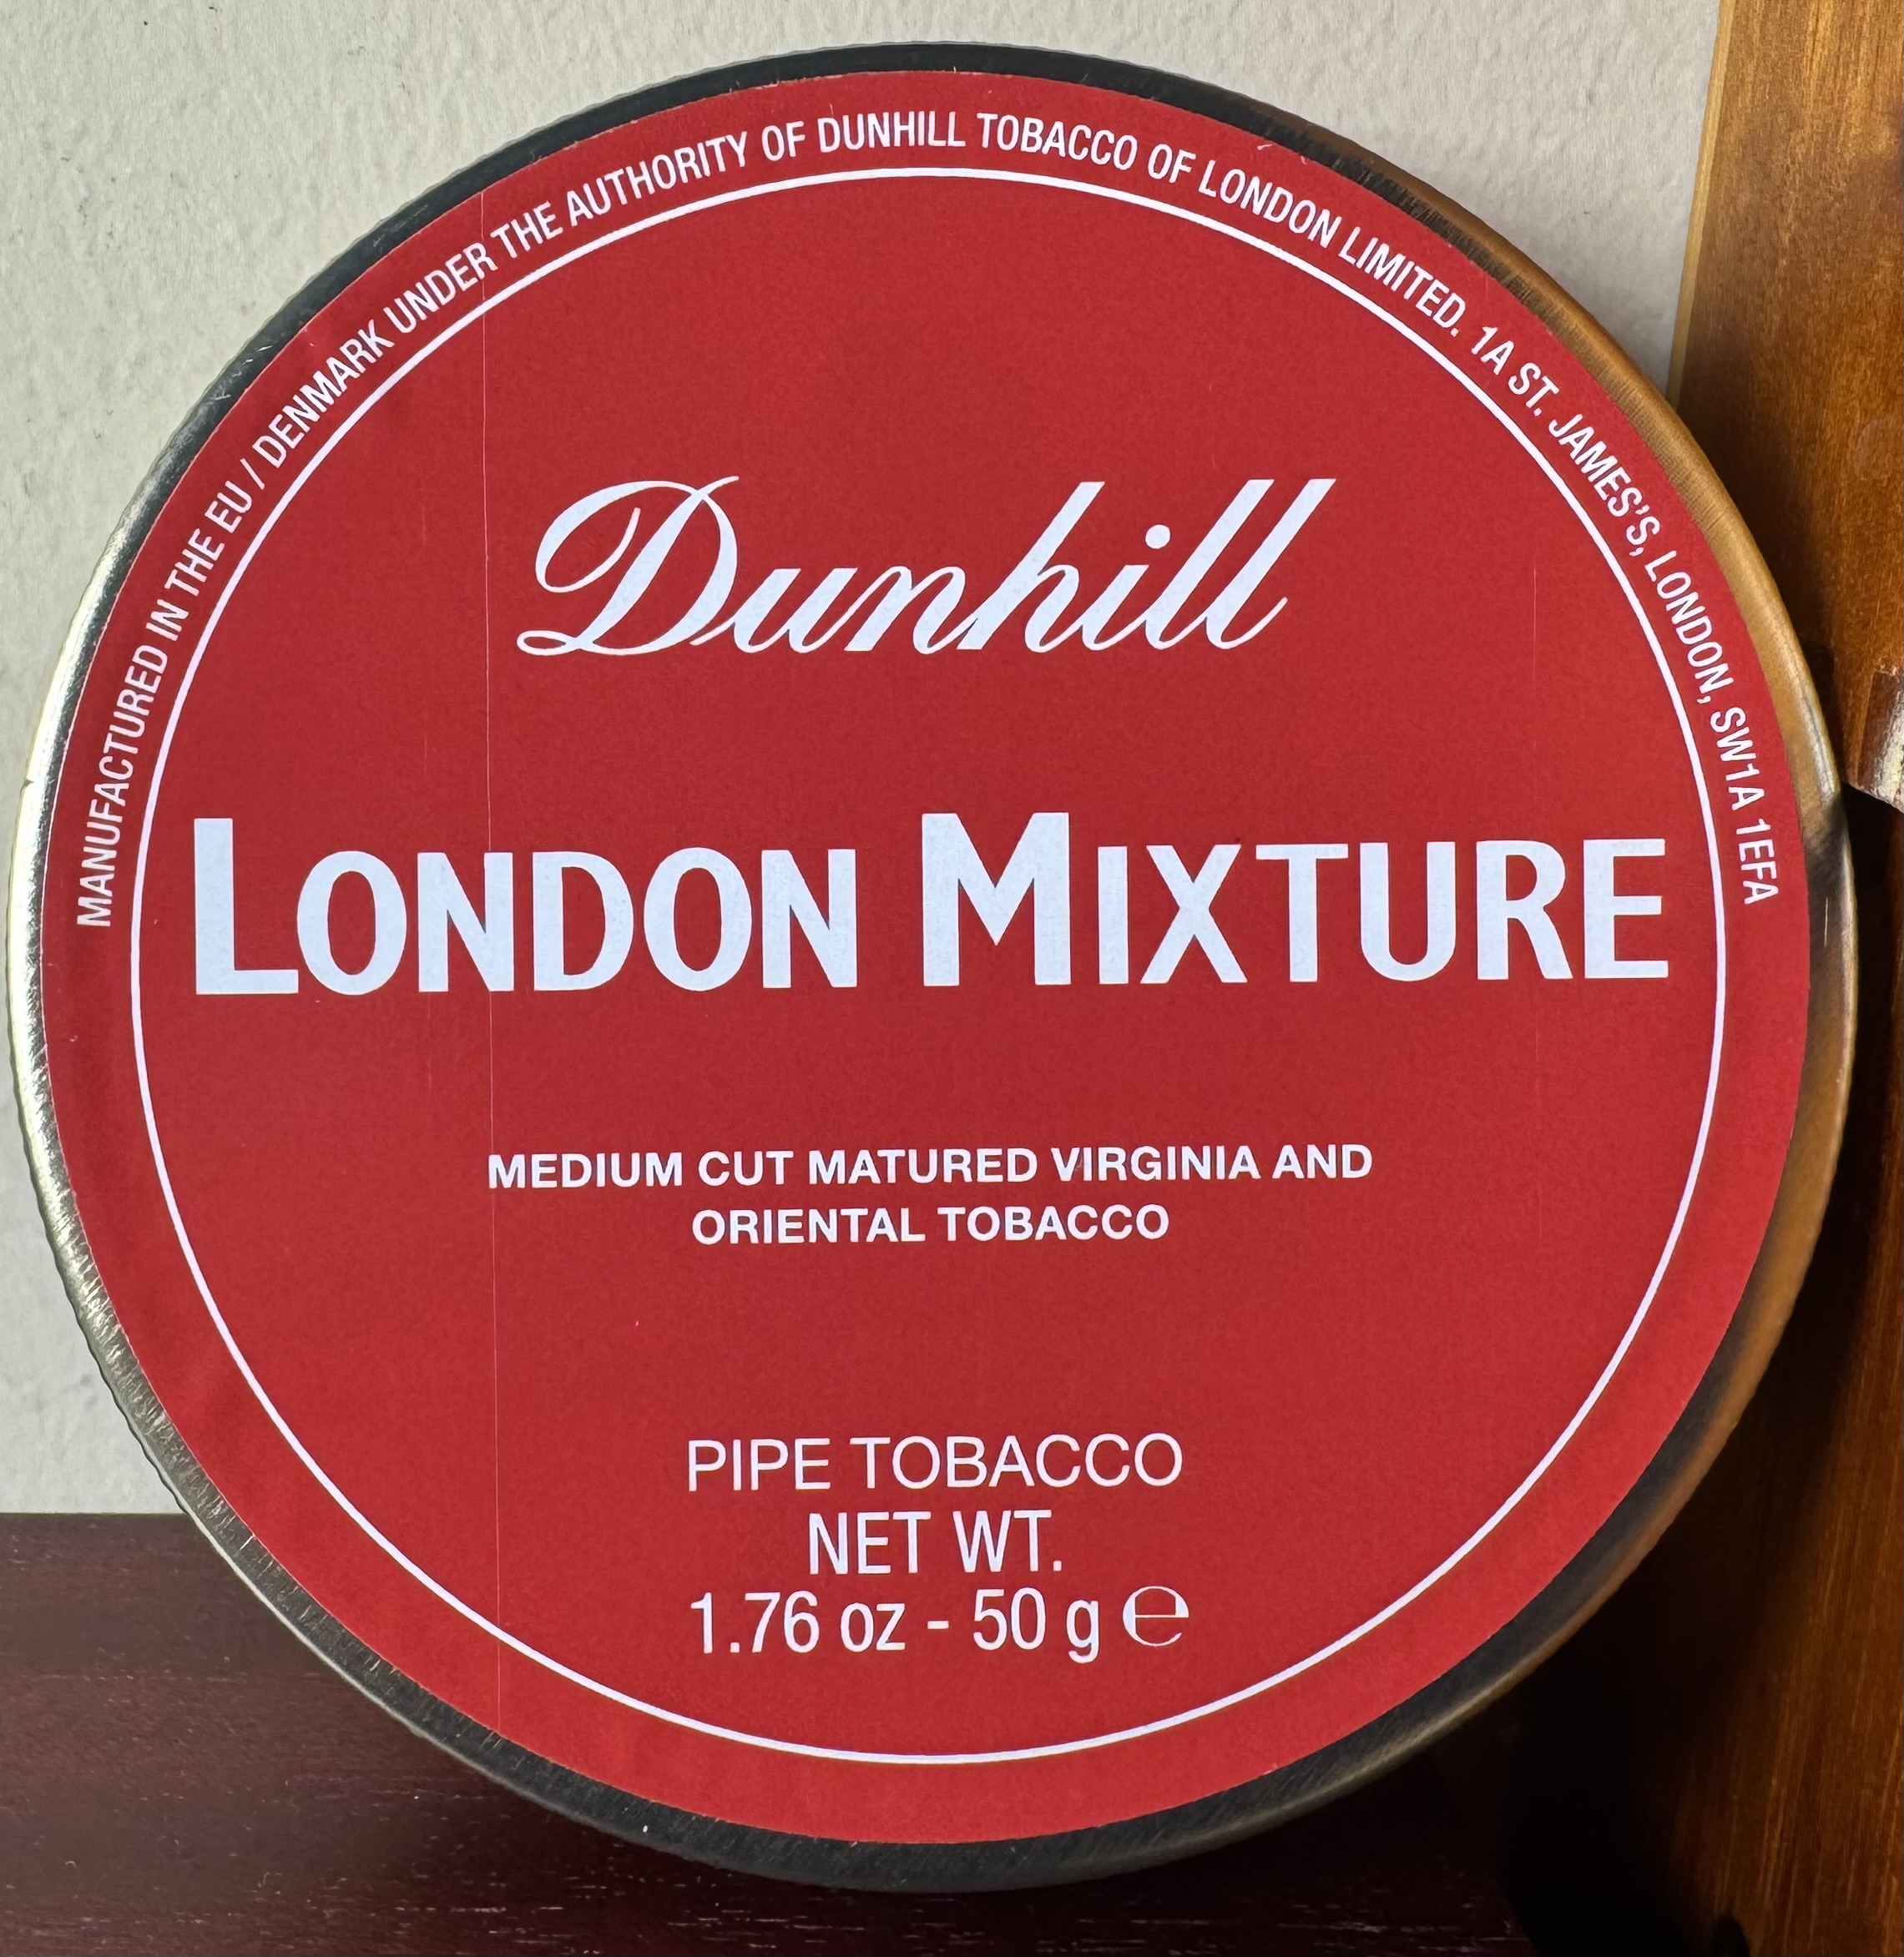 MANUFACTURED IN THE EU / DENMARK UNDER THE AUTHORITY OF DUNHILL TOBACCO OF LONDON LIMITED. 1A ST. JAMES'S, LONDON, SW1A 1EFA
Dunhill
LONDON MIXTURE
MEDIUM CUT MATURED VIRGINIA AND
ORIENTAL TOBACCO
PIPE TOBACCO
NET WT.
1.76 oz - 50 g ℮